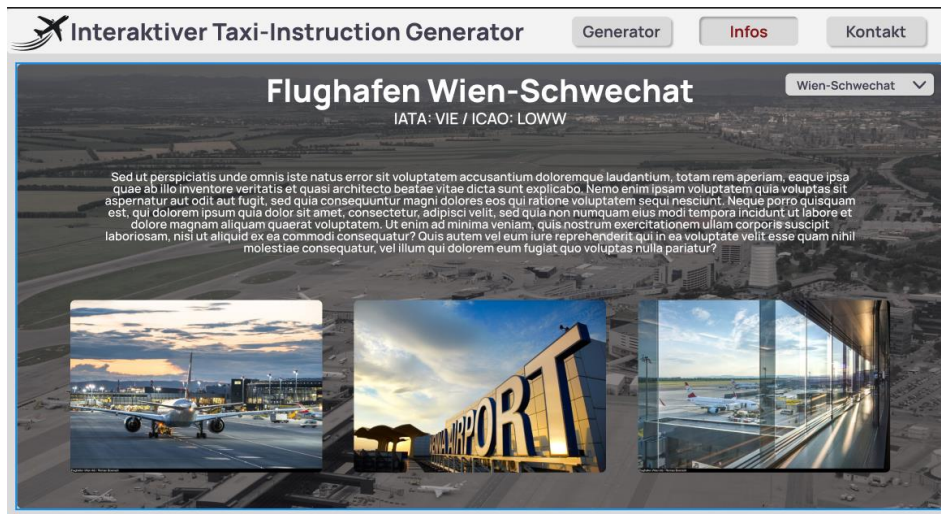 Interaktiver Taxi-Instruction Generator
Generator
Infos
Kontakt
Flughafen Wien-Schwechat
Wien-Schwechat
IATA: VIE / ICAO: LOWW
Sed ut perspiciatis unde omnis iste natus error sit voluptatem accusantium doloremque laudantium, totam rem aperiam, eaque ipsa
quae ab illo inventore veritatis et quasi architecto beatae vitae dicta sunt explicabo. Nemo enim ipsam voluptatem quia voluptas sit
aspernatur aut odit aut fugit, sed quia consequuntur magni dolores eos qui ratione voluptatem sequi nesciunt. Neque porro quisquam
est, qui dolorem ipsum quia dolor sit amet, consectetur, adipisci velit, sed quia non numquam eius modi tempora incidunt ut labore et
dolore magnam aliquam quaerat voluptatem. Ut enim ad minima veniam, quis nostrum exercitationem ullam corporis suscipit
laboriosam, nisi ut aliquid ex ea commodi consequatur? Quis autem vel eum iure reprehenderit qui in ea voluptate velit esse quam nihil
molestiae consequatur, vel illum qui dolorem eum fugiat quo voluptas nulla pariatur?
AIRPORT